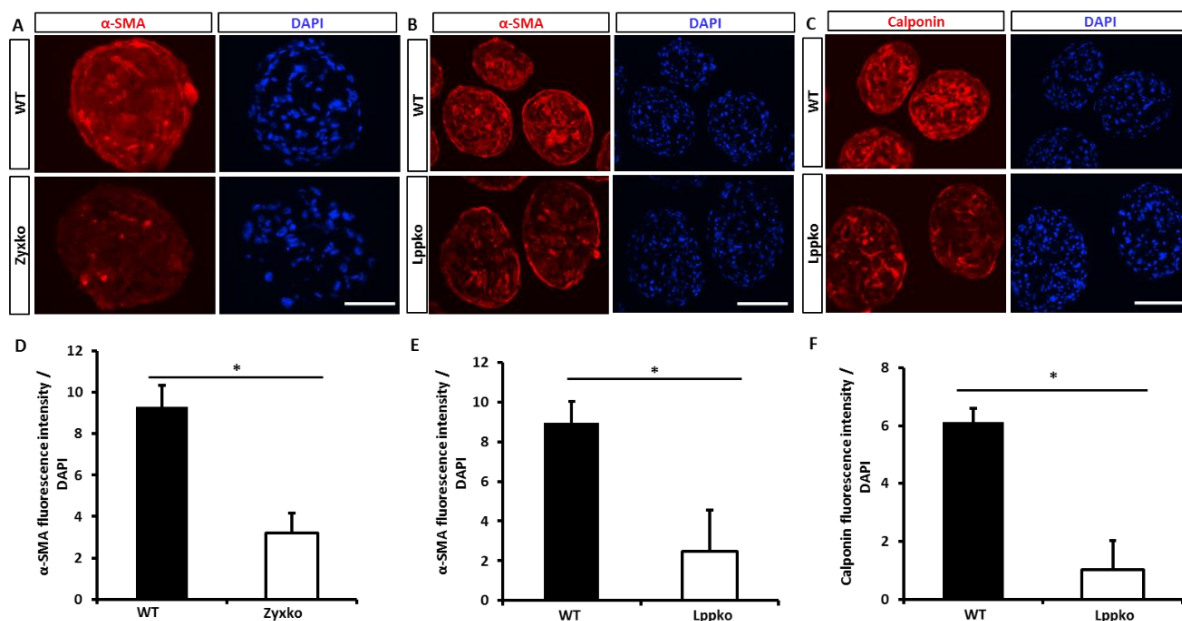 A
α-SMA
DAPI
B
α-SMA
DAPI
C
Calponin
DAPI
WT
WT
WT
Zyxko
Lppko
Lppko
D
12
10
8
6
4
2
0
α-SMA fluorescence intensity /
DAPI
*
WT
Zyxko
E
12
10
8
6
4
2
0
α-SMA fluorescence intensity /
DAPI
*
WT
Lppko
F
8
6
4
2
0
Calponin fluorescence intensity /
DAPI
*
WT
Lppko